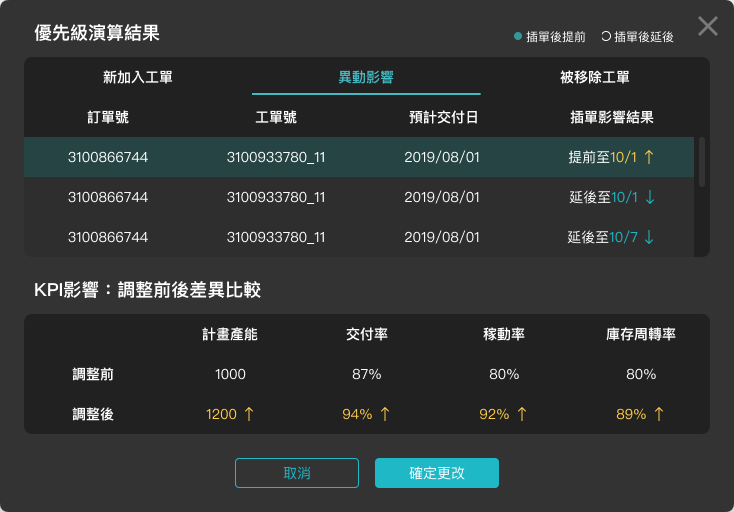 優先級演算結果
插單後提前 插單後延後
新加入工單 異動影響 被移除工單
訂單號 工單號 預計交付日 插單影響結果
3100866744 3100933780_11 2019/08/01 提前至10/1 ↑
3100866744 3100933780_11 2019/08/01 延後至10/1 ↓
3100866744 3100933780_11 2019/08/01 延後至10/7 ↓
KPI影響：調整前後差異比較
計畫產能 交付率 稼動率 庫存周轉率
調整前 1000 87% 80% 80%
調整後 1200 ↑ 94% ↑ 92% ↑ 89% ↑
取消 確定更改